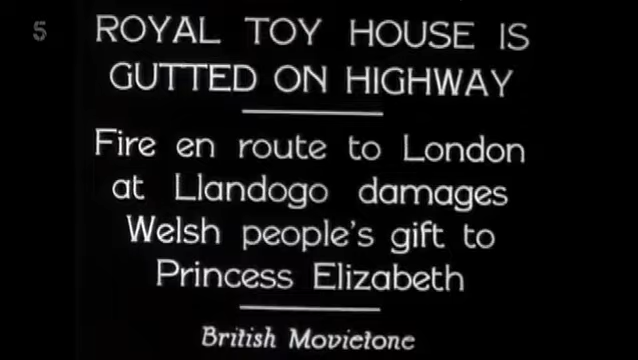 5
ROYAL TOY HOUSE IS
GUTTED ON HIGHWAY
Fire en route to London
at Llandogo damages
Welsh people's gift to
Princess Elizabeth
British Movietone